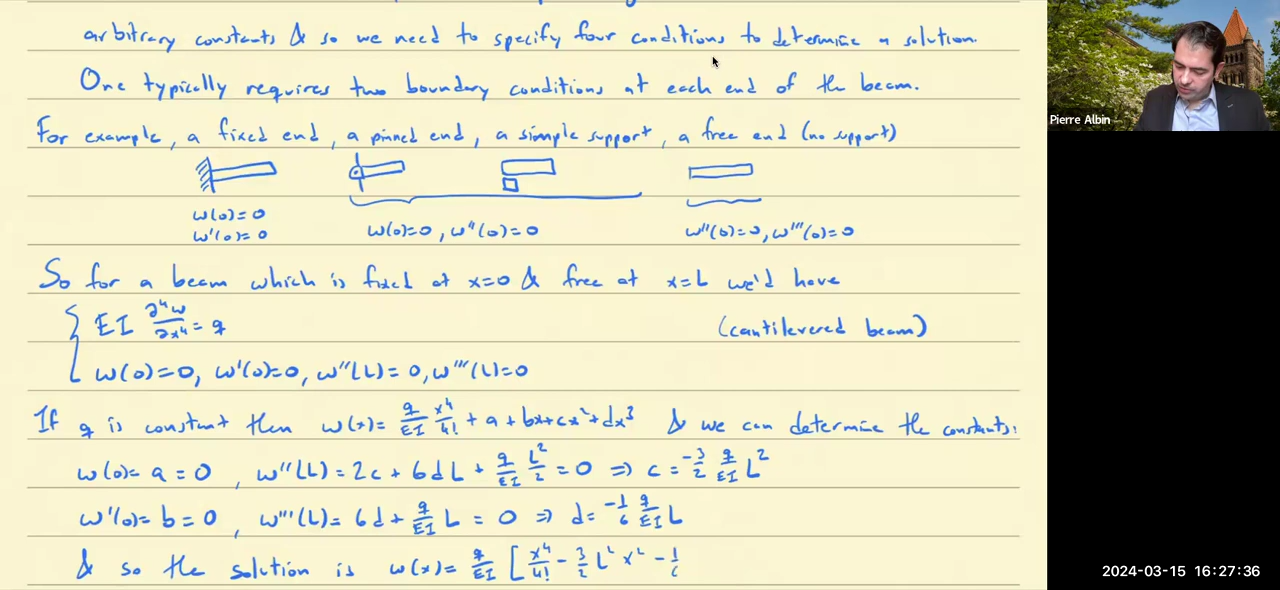 arbitrary constants & so we need to specify four conditions to determine a solution.
One typically requires two boundary conditions at each end of the beam.
For example, a fixed end, a pinned end, a simple support, a free end (no support)
w(0)=0
w'(0)=0
w(0)=0, w''(0)=0
w''(0)=0, w'''(0)=0
So for a beam which is fixed at x=0 & free at x=L we'd have
EI ∂⁴w/∂x⁴ = q (cantilevered beam)
w(0)=0, w'(0)=0, w''(L)=0, w'''(L)=0
If q is constant then w(x)= q/EI x⁴/4! + a + bx + cx² + dx³ & we can determine the constants:
w(0)= a = 0, w''(L)= 2c + 6dL + q/EI L²/2 = 0 ⇒ c = -3/2 q/EI L²
w'(0)= b = 0, w'''(L)= 6d + q/EI L = 0 ⇒ d= -1/6 q/EI L
& so the solution is w(x)= q/EI [x⁴/4! - 3/2 L² x² - 1/
Pierre Albin
2024-03-15 16:27:36